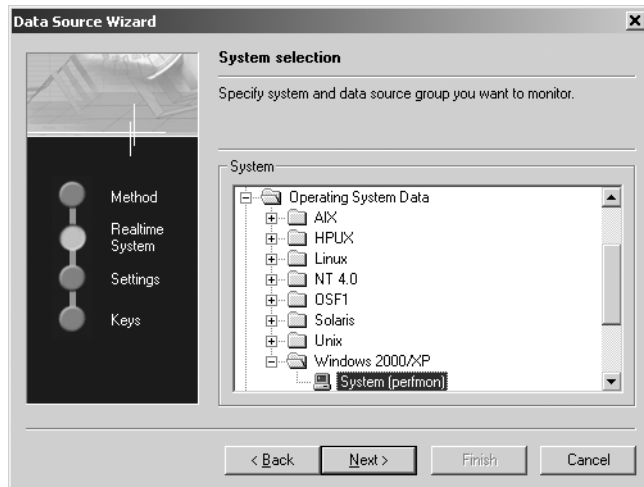 Data Source Wizard
System selection
Specify system and data source group you want to monitor.
Method
Realtime
System
Settings
Keys
System
Operating System Data
AIX
HPUX
Linux
NT 4.0
OSF1
Solaris
Unix
Windows 2000/XP
System (perfmon)
< Back
Next >
Finish
Cancel